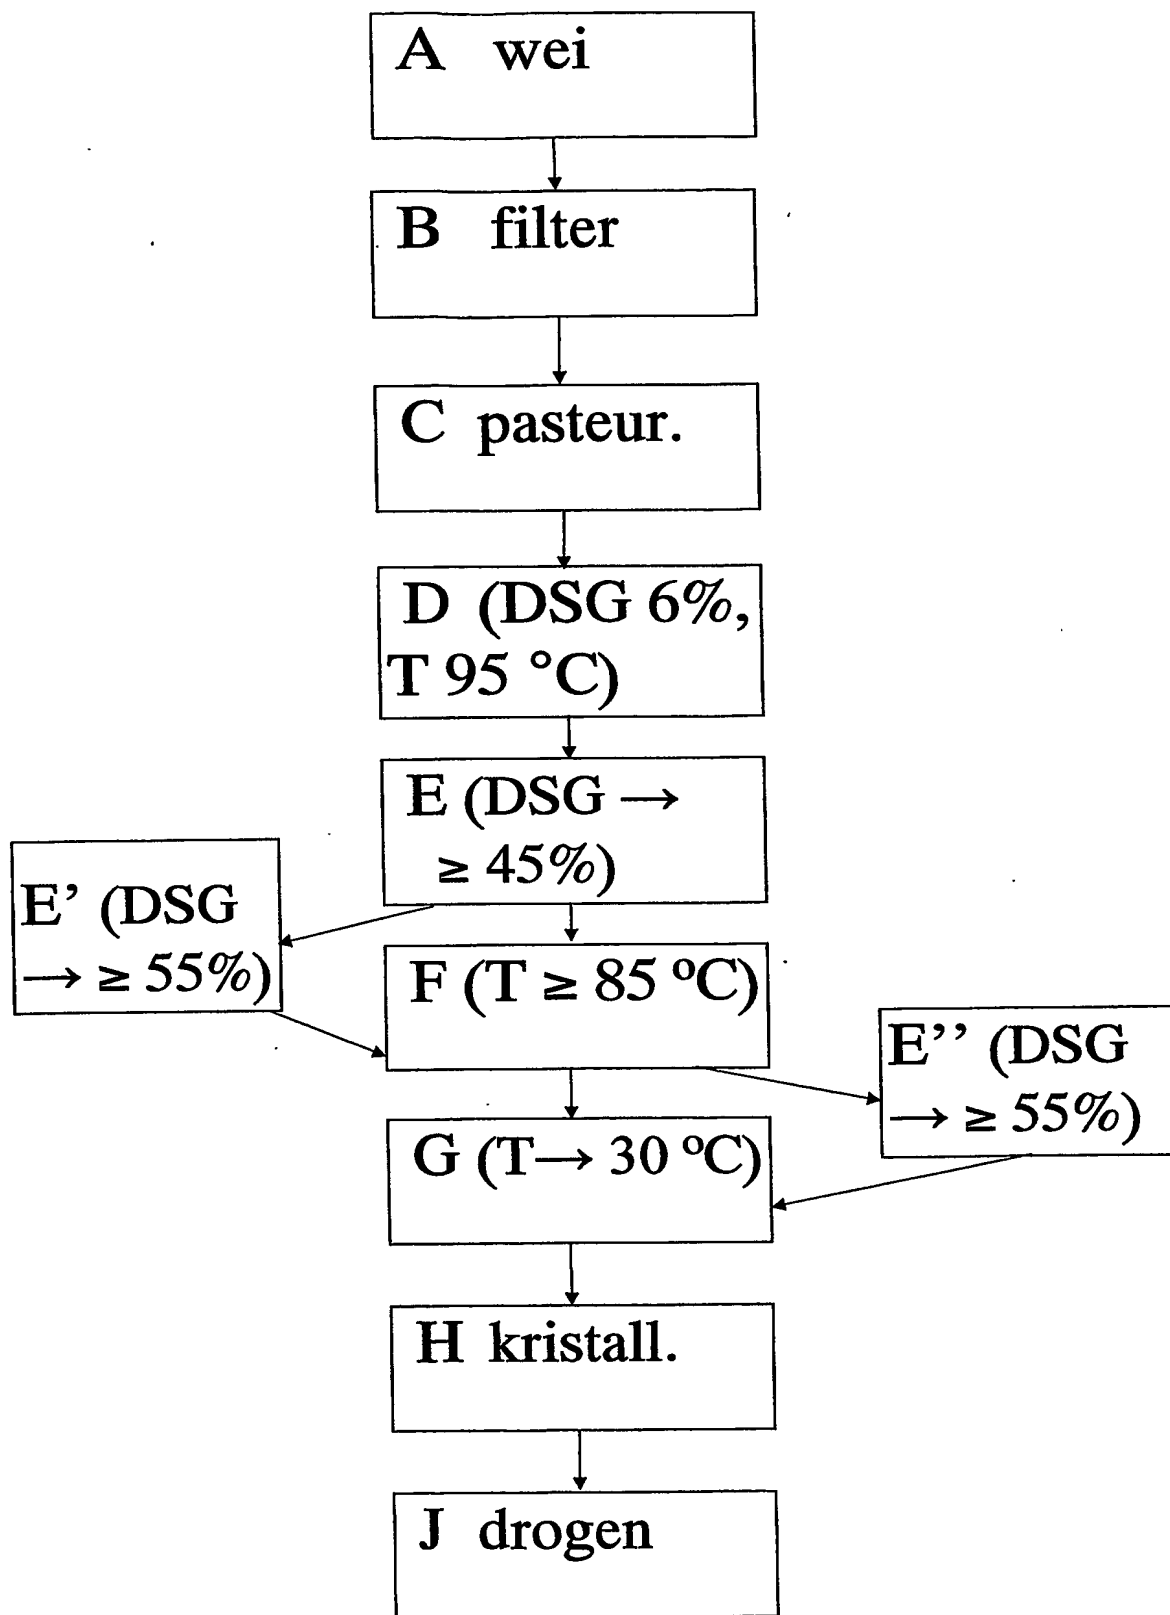 A wei
B filter
C pasteur.
D (DSG 6%,
T 95 °C)
E (DSG →
≥ 45%)
E' (DSG
→ ≥ 55%)
F (T ≥ 85 ºC)
E'' (DSG
→ ≥ 55%)
G (T→ 30 ºC)
H kristall.
J drogen